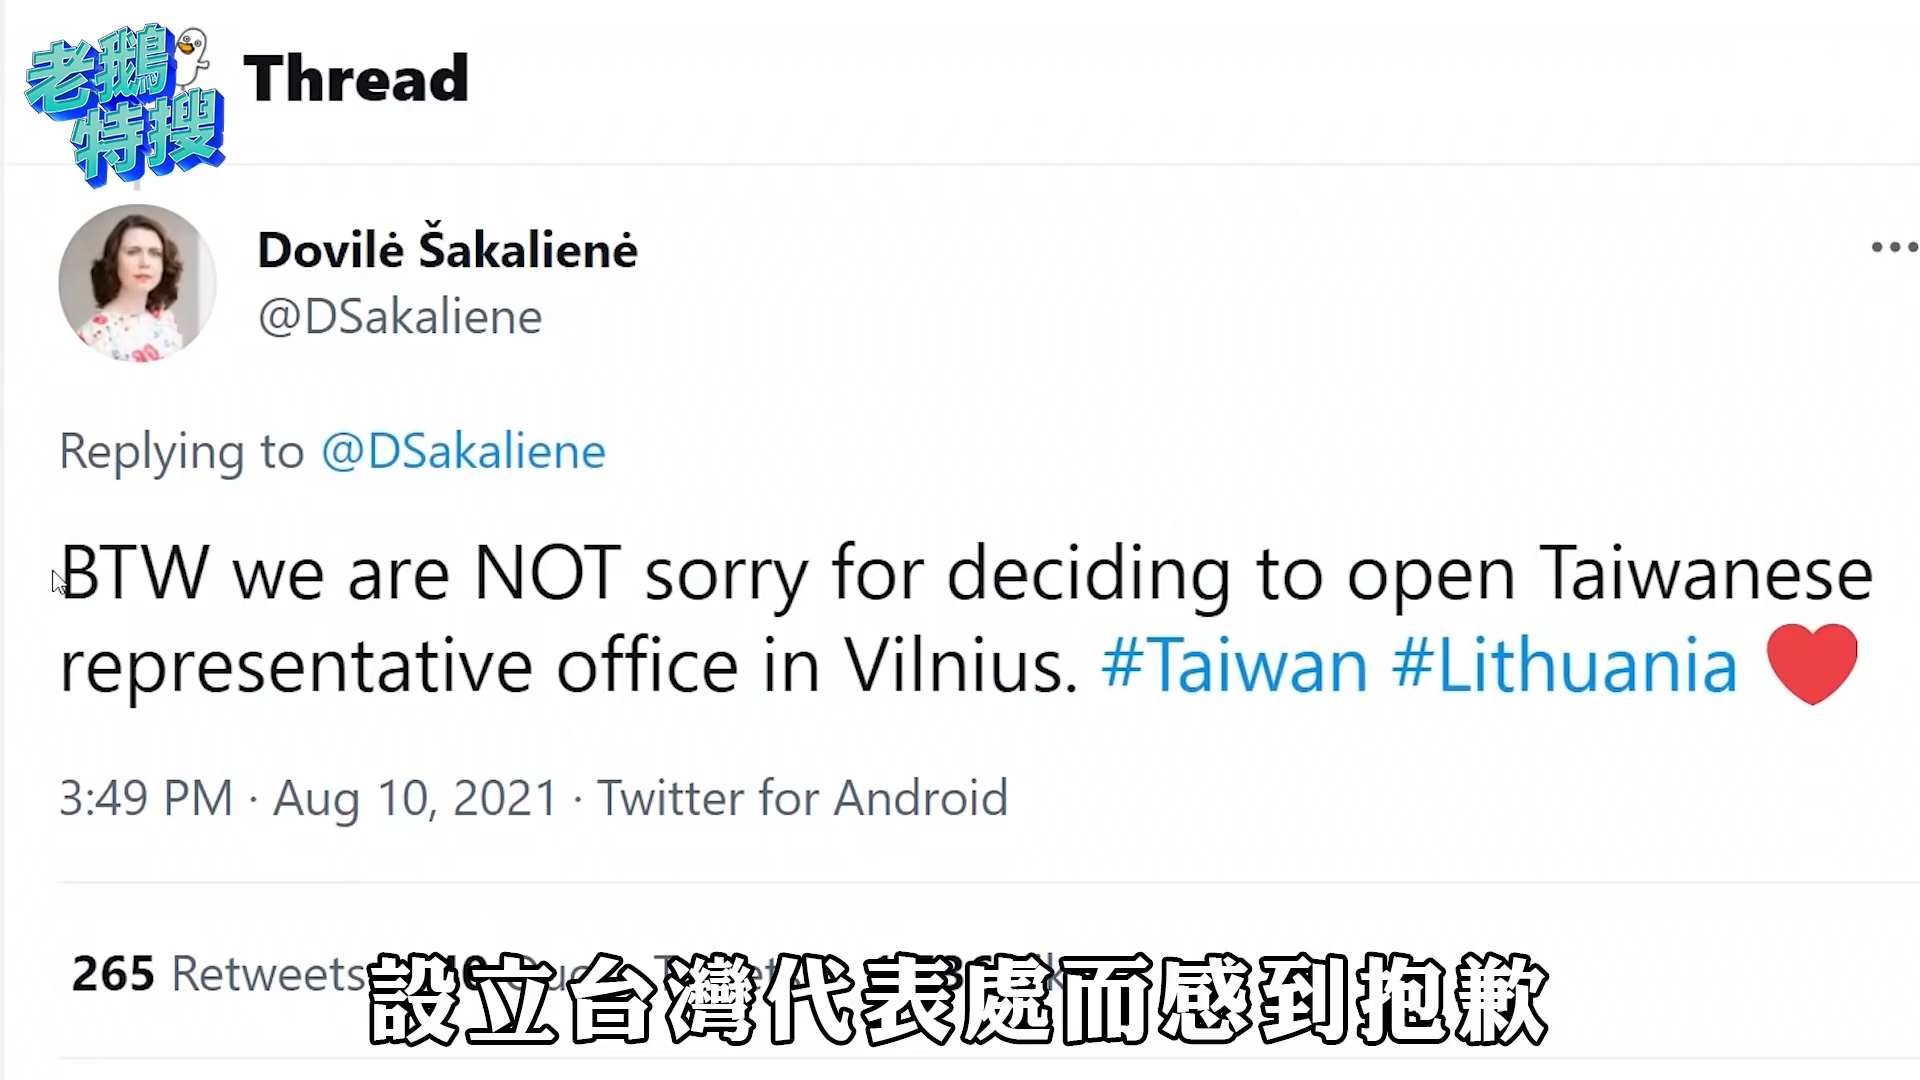 老鵝
特搜
Thread
Dovilė Šakalienė
@DSakaliene
Replying to @DSakaliene
BTW we are NOT sorry for deciding to open Taiwanese
representative office in Vilnius. #Taiwan #Lithuania ❤
3:49 PM · Aug 10, 2021 · Twitter for Android
265 Retweets
設立台灣代表處而感到抱歉